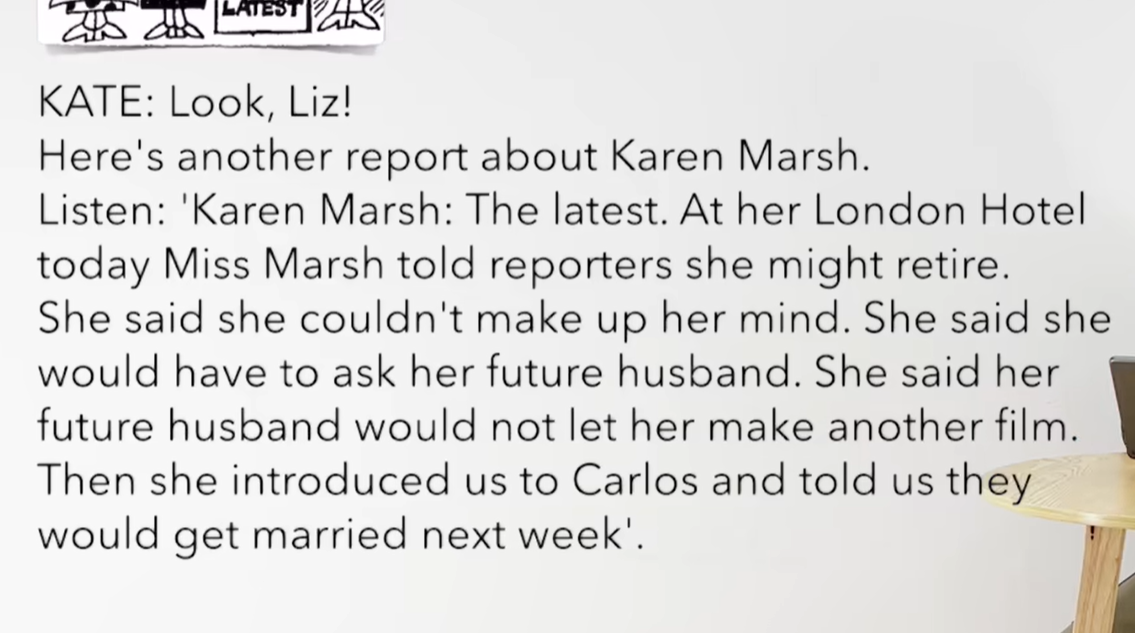 LATEST
KATE: Look, Liz!
Here's another report about Karen Marsh.
Listen: 'Karen Marsh: The latest. At her London Hotel
today Miss Marsh told reporters she might retire.
She said she couldn't make up her mind. She said she
would have to ask her future husband. She said her
future husband would not let her make another film.
Then she introduced us to Carlos and told us they
would get married next week'.